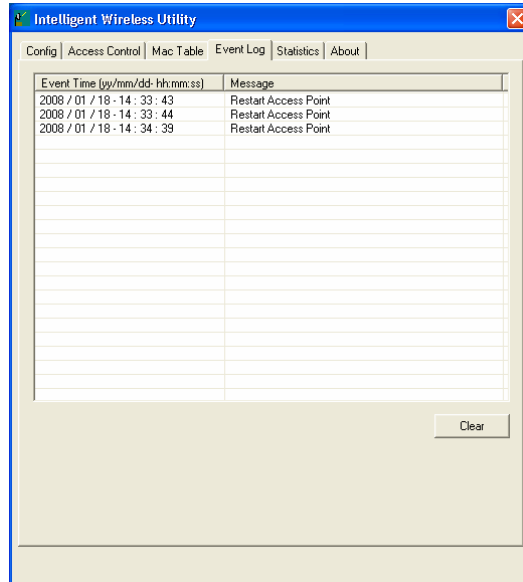 Intelligent Wireless Utility
Config Access Control Mac Table Event Log Statistics About
Event Time (yy/mm/dd- hh:mm:ss) Message
2008 / 01 / 18 - 14 : 33 : 43 Restart Access Point
2008 / 01 / 18 - 14 : 33 : 44 Restart Access Point
2008 / 01 / 18 - 14 : 34 : 39 Restart Access Point
Clear